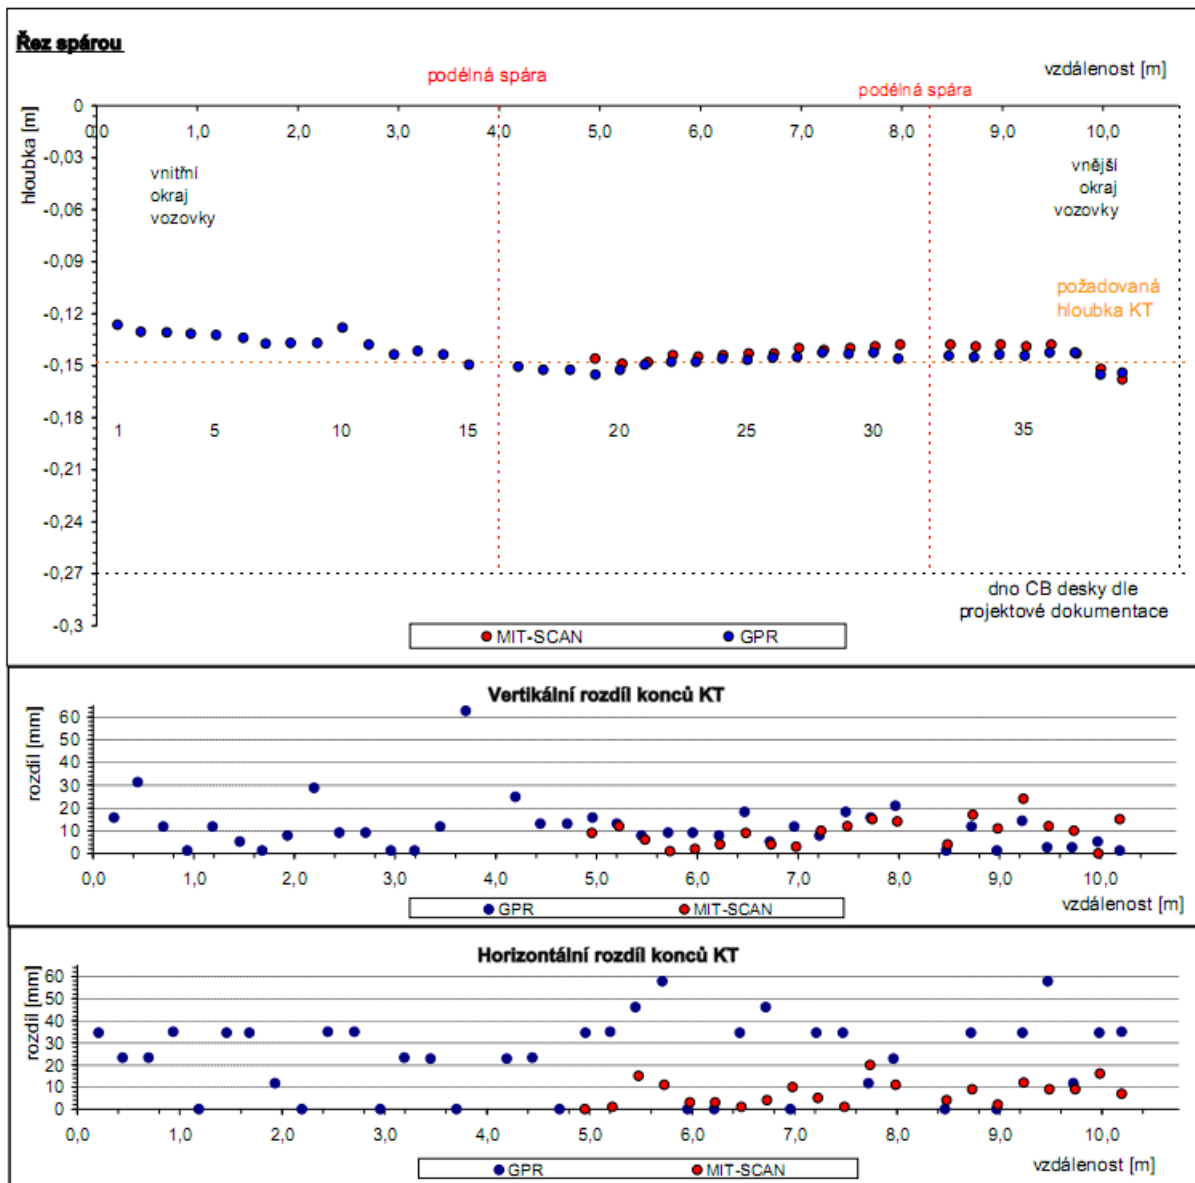 Řez spárou
podélná spára
vzdálenost [m]
podélná spára
0
0,0 1,0 2,0 3,0 4,0 5,0 6,0 7,0 8,0 9,0 10,0
hloubka [m]
-0,03
vnitřní
okraj
vozovky
vnější
okraj
vozovky
-0,06
-0,09
požadovaná
hloubka KT
-0,12
-0,15
-0,18
1 5 10 15 20 25 30 35
-0,21
-0,24
-0,27
dno CB desky dle
projektové dokumentace
-0,3
MIT-SCAN GPR
Vertikální rozdíl konců KT
rozdíl [mm]
60
50
40
30
20
10
0
0,0 1,0 2,0 3,0 4,0 5,0 6,0 7,0 8,0 9,0 10,0
vzdálenost [m]
GPR MIT-SCAN
Horizontální rozdíl konců KT
rozdíl [mm]
60
50
40
30
20
10
0
0,0 1,0 2,0 3,0 4,0 5,0 6,0 7,0 8,0 9,0 10,0
vzdálenost [m]
GPR MIT-SCAN